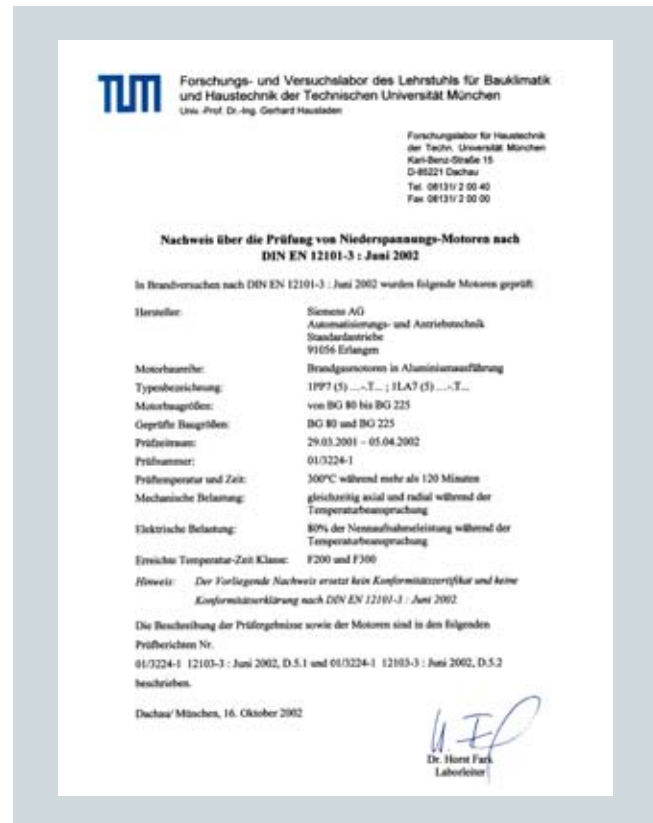 TUM
Forschungs- und Versuchslabor des Lehrstuhls für Bauklimatik
und Haustechnik der Technischen Universität München
Univ.-Prof. Dr.-Ing. Gerhard Hausladen
Forschungslabor für Haustechnik
der Techn. Universität München
Karl-Benz-Straße 15
D-85221 Dachau
Tel. 08131/ 2 00 40
Fax 08131/ 2 00 00
Nachweis über die Prüfung von Niederspannungs-Motoren nach
DIN EN 12101-3 : Juni 2002
In Brandversuchen nach DIN EN 12101-3 : Juni 2002 wurden folgende Motoren geprüft:
Hersteller: Siemens AG
Automatisierungs- und Antriebstechnik
Standardantriebe
91056 Erlangen
Motorbaureihe: Brandgasmotoren in Aluminiumausführung
Typenbezeichnung: 1PP7 (5) ...-.T... ; 1LA7 (5) ...-.T...
Motorbaugrößen: von BG 80 bis BG 225
Geprüfte Baugrößen: BG 80 und BG 225
Prüfzeitraum: 29.03.2001 – 05.04.2002
Prüfnummer: 01/3224-1
Prüftemperatur und Zeit: 300°C während mehr als 120 Minuten
Mechanische Belastung: gleichzeitig axial und radial während der
Temperaturbeanspruchung
Elektrische Belastung: 80% der Nennaufnahmeleistung während der
Temperaturbeanspruchung
Erreichte Temperatur-Zeit Klasse: F200 und F300
Hinweis: Der Vorliegende Nachweis ersetzt kein Konformitätszertifikat und keine
Konformitätserklärung nach DIN EN 12101-3 : Juni 2002
Die Beschreibung der Prüfergebnisse sowie der Motoren sind in den folgenden
Prüfberichten Nr.
01/3224-1 12103-3 : Juni 2002, D.5.1 und 01/3224-1 12103-3 : Juni 2002, D.5.2
beschrieben.
Dachau/ München, 16. Oktober 2002
Dr. Horst
Laborleiter